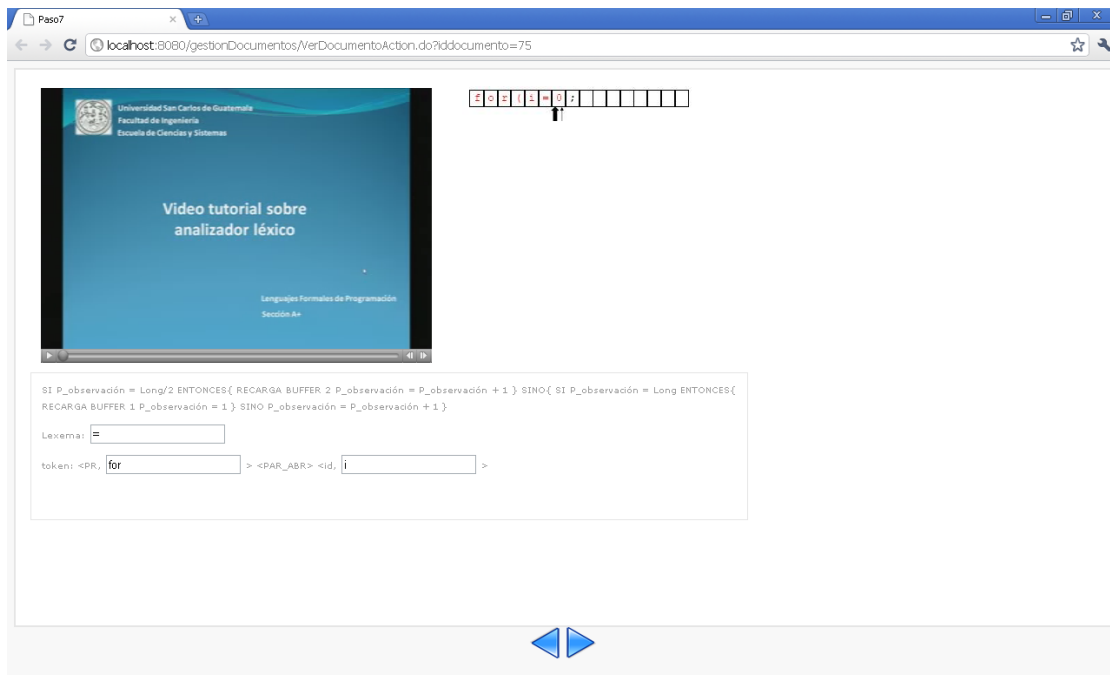 Paso7
localhost:8080/gestionDocumentos/VerDocumentoAction.do?iddocumento=75
Universidad San Carlos de Guatemala
Facultad de Ingeniería
Escuela de Ciencias y Sistemas
Video tutorial sobre
analizador léxico
Lenguajes Formales de Programación
Sección A+
f o r ( i = 0 ;
SI P_observación = Long/2 ENTONCES{ RECARGA BUFFER 2 P_observación = P_observación + 1 } SINO{ SI P_observación = Long ENTONCES{
RECARGA BUFFER 1 P_observación = 1 } SINO P_observación = P_observación + 1 }
Lexema: =
token: <PR, for > <PAR_ABR> <id, i >